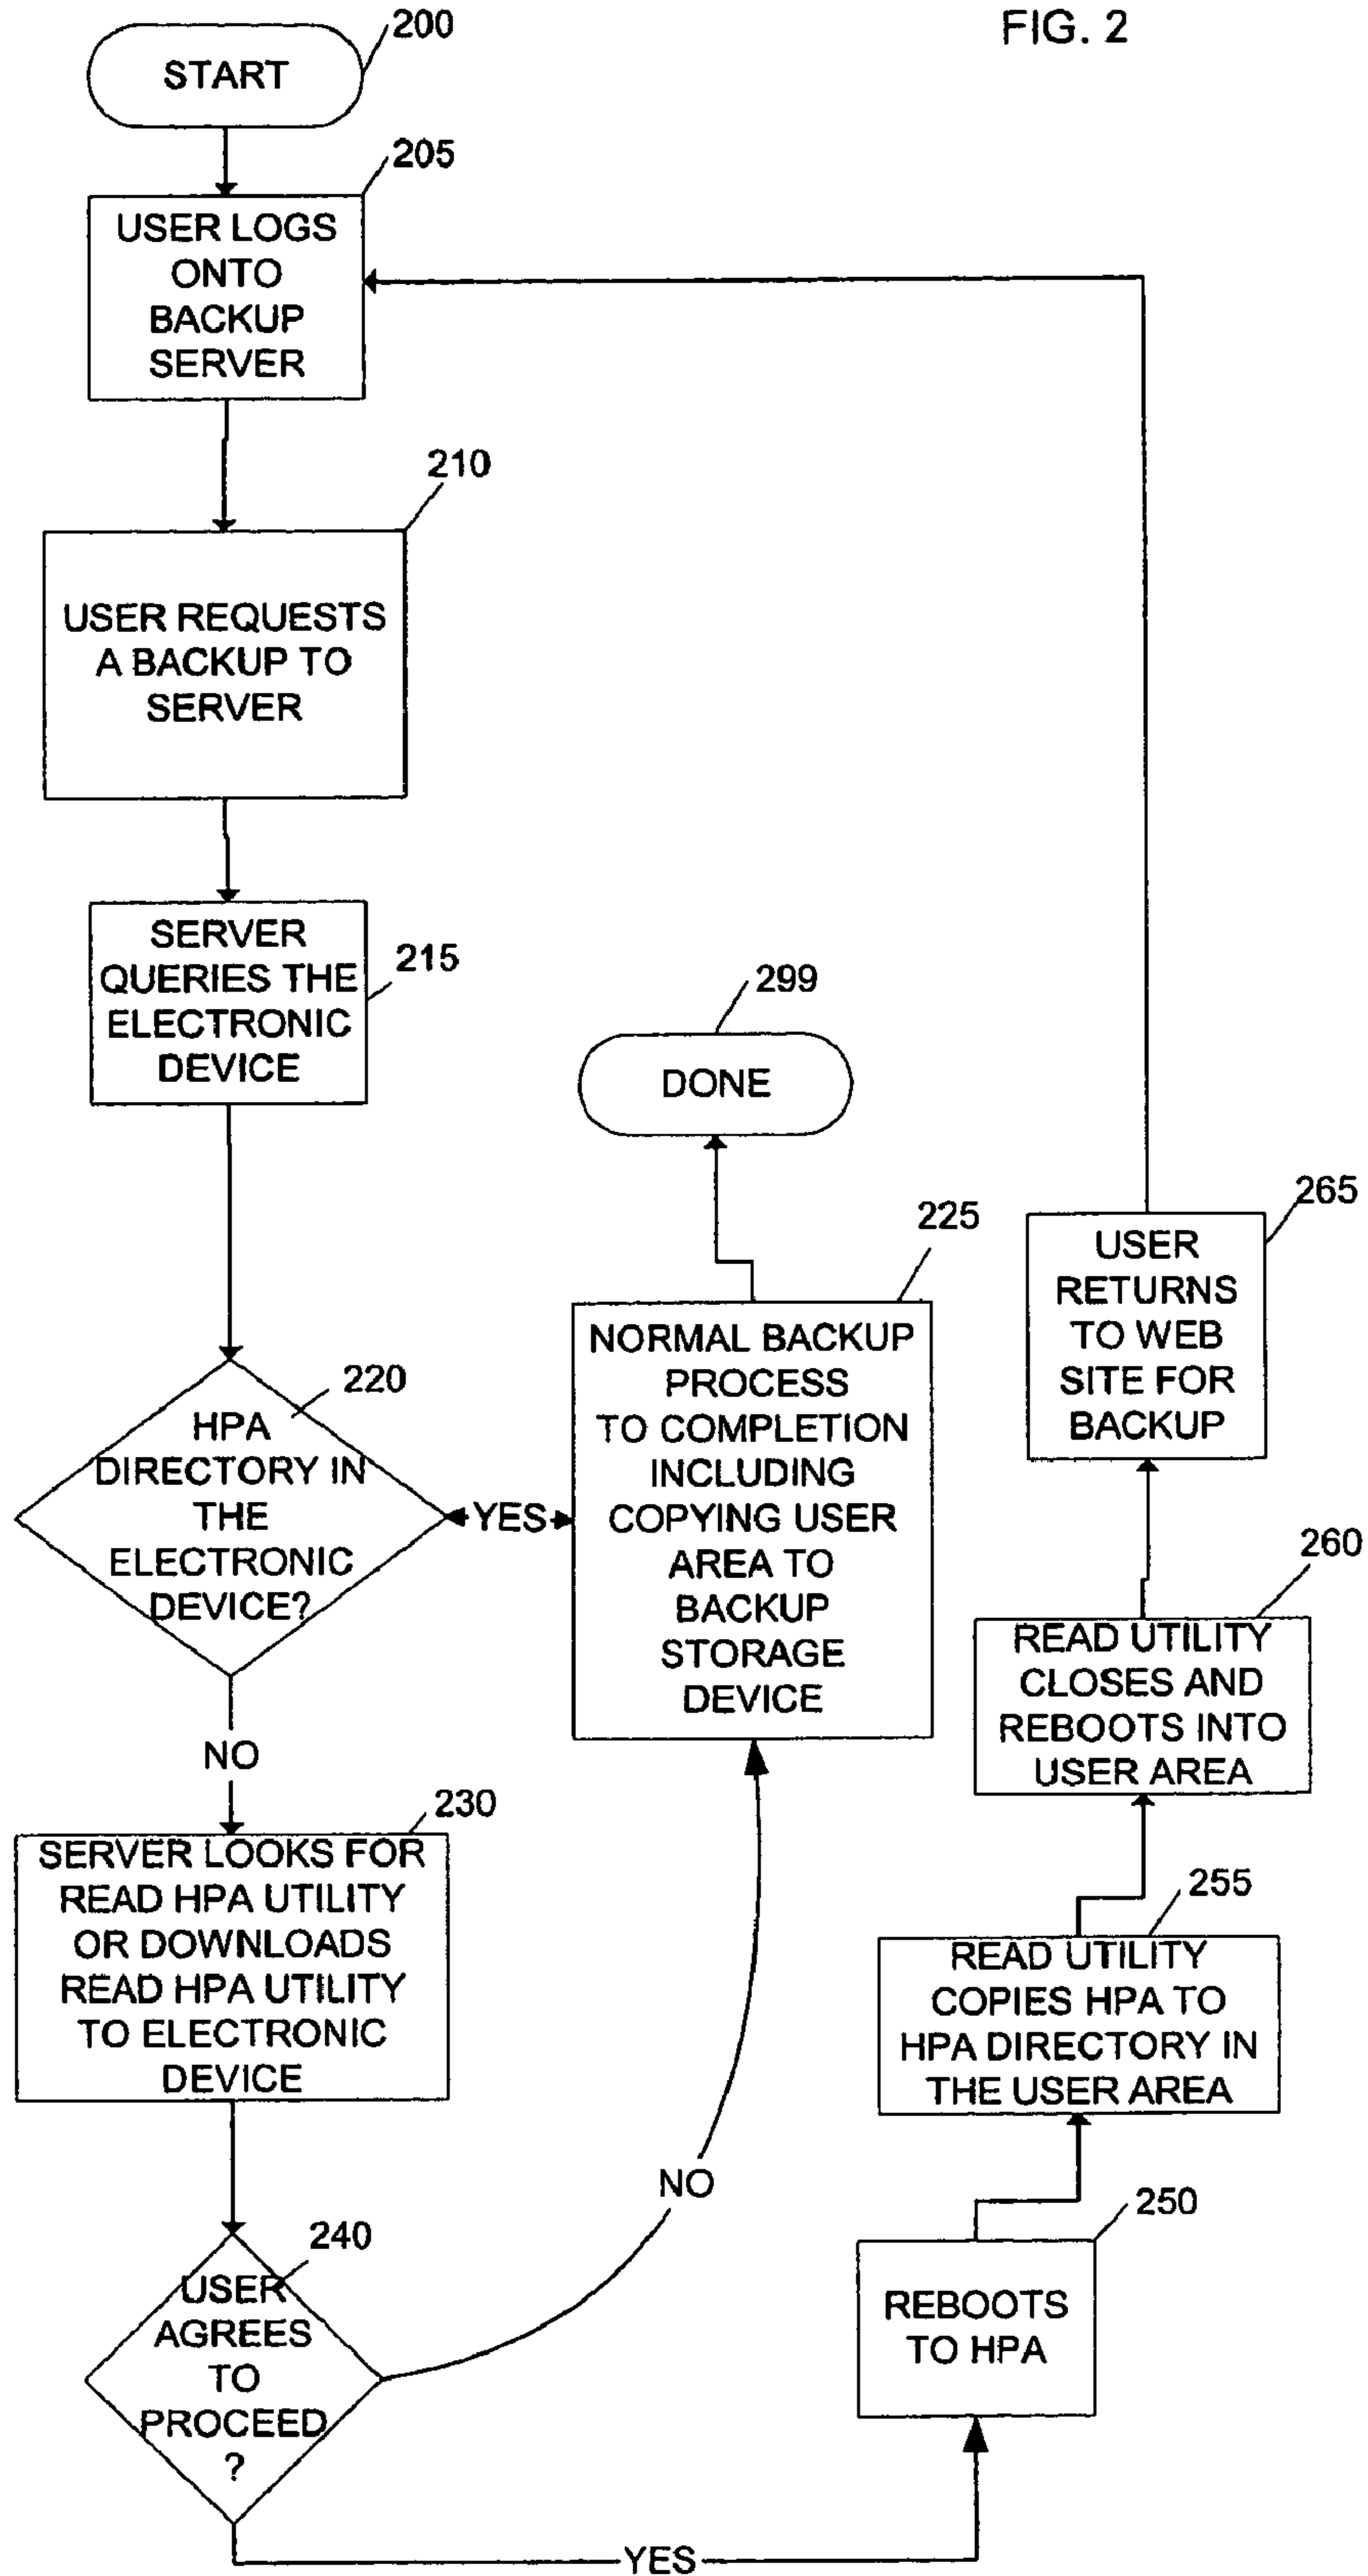 FIG. 2
200
START
205
USER LOGS
ONTO
BACKUP
SERVER
210
USER REQUESTS
A BACKUP TO
SERVER
SERVER
QUERIES THE
ELECTRONIC
DEVICE
215
299
DONE
220
HPA
DIRECTORY IN
THE
ELECTRONIC
DEVICE?
YES
225
NORMAL BACKUP
PROCESS
TO COMPLETION
INCLUDING
COPYING USER
AREA TO
BACKUP
STORAGE
DEVICE
265
USER
RETURNS
TO WEB
SITE FOR
BACKUP
260
READ UTILITY
CLOSES AND
REBOOTS INTO
USER AREA
NO
230
SERVER LOOKS FOR
READ HPA UTILITY
OR DOWNLOADS
READ HPA UTILITY
TO ELECTRONIC
DEVICE
255
READ UTILITY
COPIES HPA TO
HPA DIRECTORY IN
THE USER AREA
NO
240
USER
AGREES
TO
PROCEED
?
250
REBOOTS
TO HPA
YES